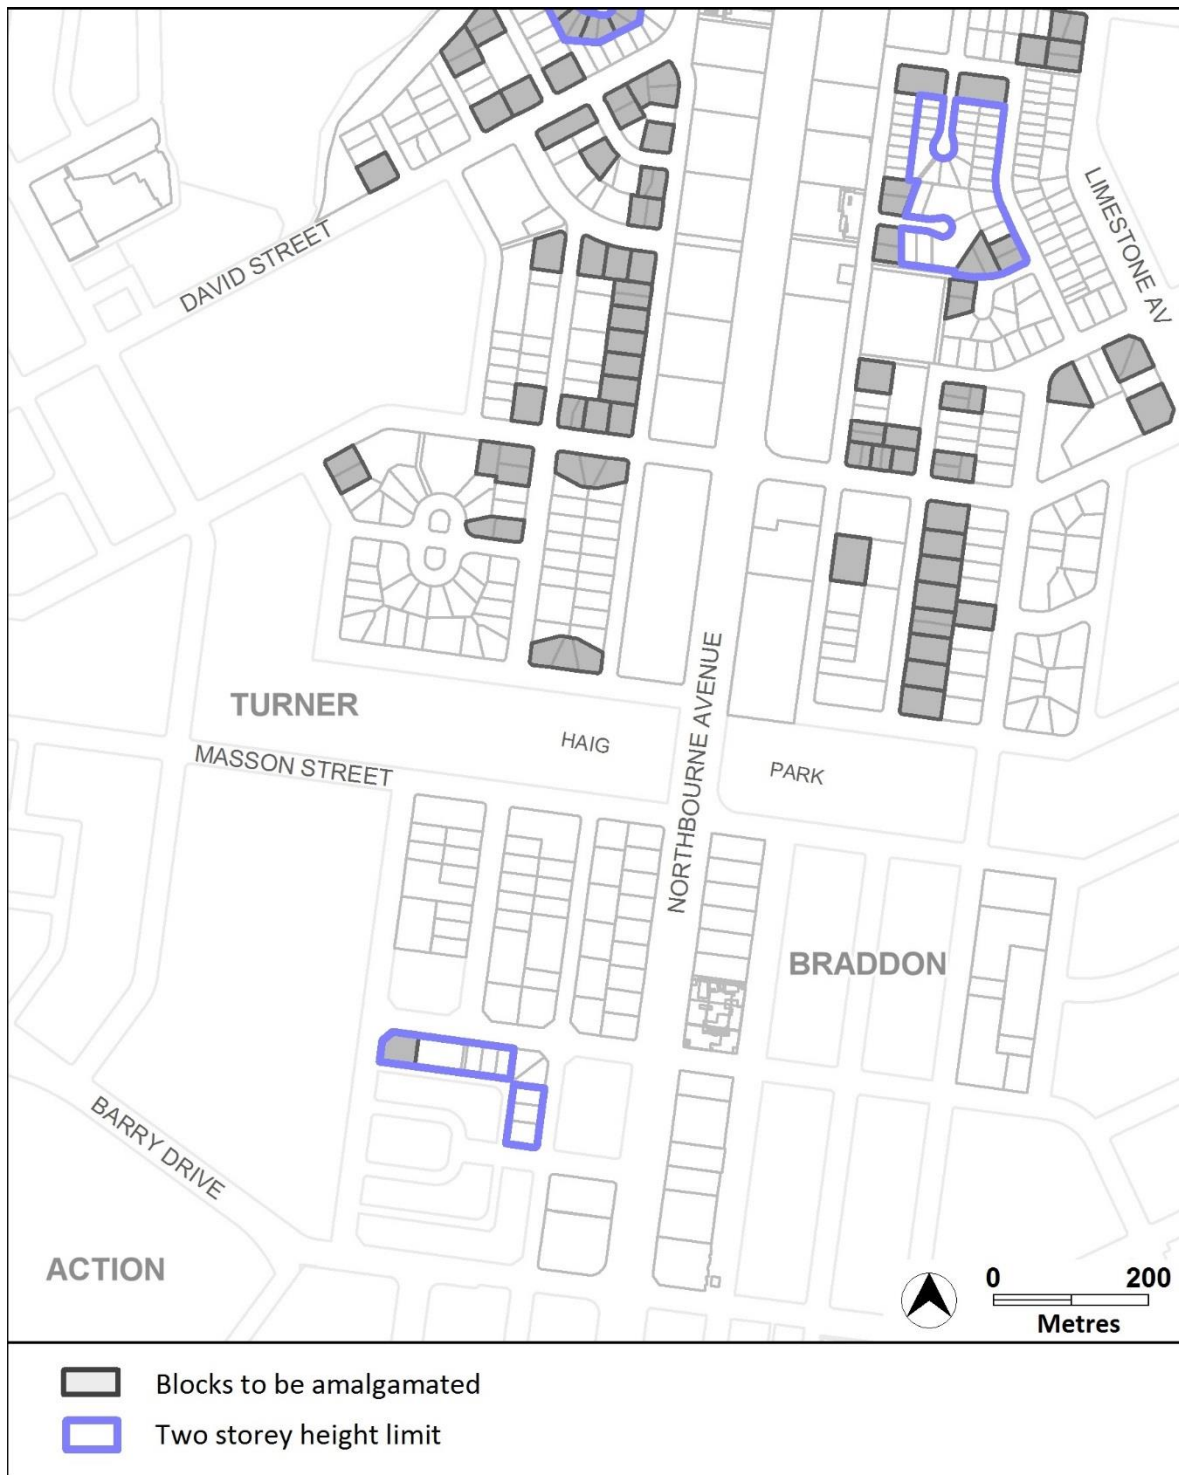 LIMESTONE AV
DAVID STREET
TURNER
HAIG
PARK
NORTHBOURNE AVENUE
MASSON STREET
BRADDON
BARRY DRIVE
ACTION
0 200
Metres
Blocks to be amalgamated
Two storey height limit